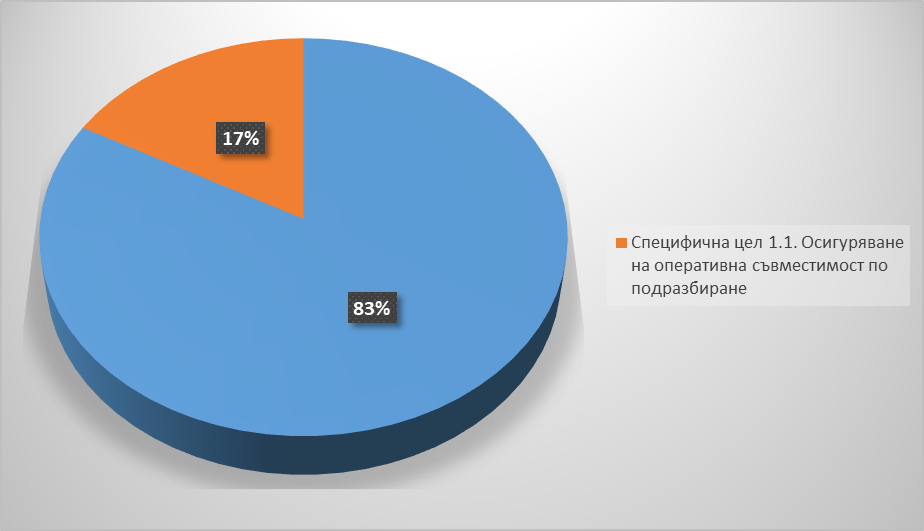 17%
83%
Специфична цел 1.1. Осигуряване
на оперативна съвместимост по
подразбиране